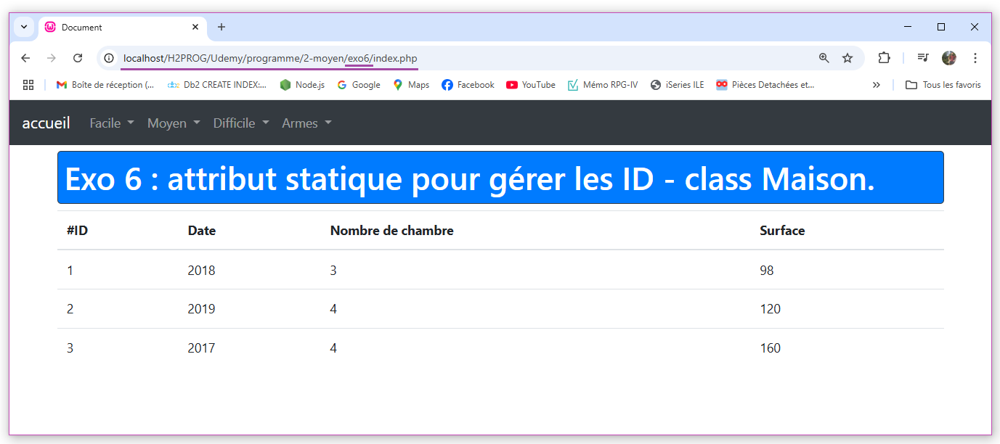 Document
localhost/H2PROG/Udemy/programme/2-moyen/exo6/index.php
Boîte de réception (... Db2 CREATE INDEX:... Node.js Google Maps Facebook YouTube Mémo RPG-IV iSeries ILE Pièces Detachées et... » Tous les favoris
accueil Facile Moyen Difficile Armes
Exo 6 : attribut statique pour gérer les ID - class Maison.
#ID Date Nombre de chambre Surface
1 2018 3 98
2 2019 4 120
3 2017 4 160